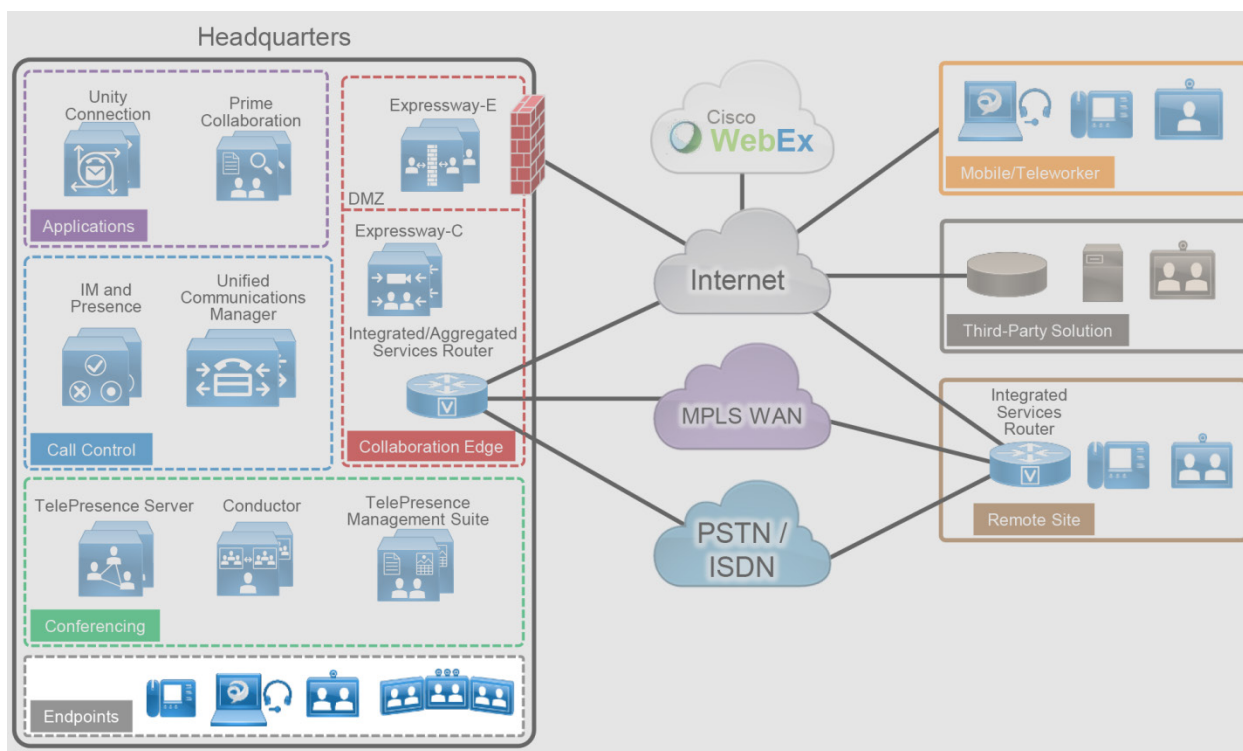 Headquarters
Unity
Connection
Prime
Collaboration
Applications
Expressway-E
DMZ
Expressway-C
Integrated/Aggregated
Services Router
V
Collaboration Edge
IM and
Presence
Unified
Communications
Manager
Call Control
TelePresence Server
Conductor
TelePresence
Management Suite
Conferencing
Endpoints
Cisco
WebEx
Internet
MPLS WAN
PSTN /
ISDN
Mobile/Teleworker
Third-Party Solution
Integrated
Services
Router
V
Remote Site